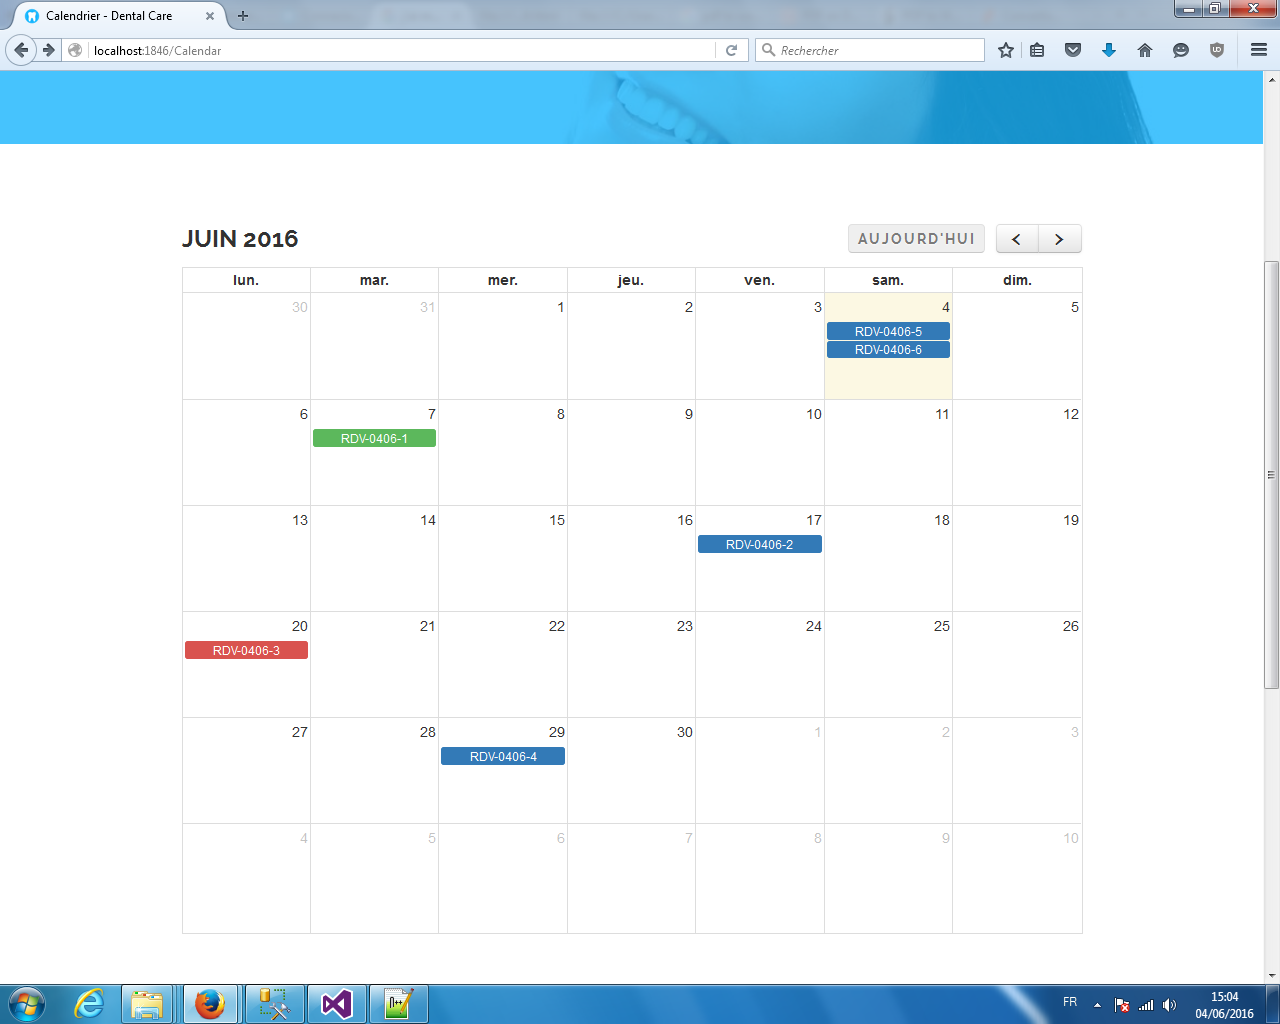 Calendrier - Dental Care
localhost:1846/Calendar
Rechercher
JUIN 2016
AUJOURD'HUI
lun. mar. mer. jeu. ven. sam. dim.
30 31 1 2 3 4 5
RDV-0406-5
RDV-0406-6
6 7 8 9 10 11 12
RDV-0406-1
13 14 15 16 17 18 19
RDV-0406-2
20 21 22 23 24 25 26
RDV-0406-3
27 28 29 30 1 2 3
RDV-0406-4
4 5 6 7 8 9 10
FR
15:04
04/06/2016